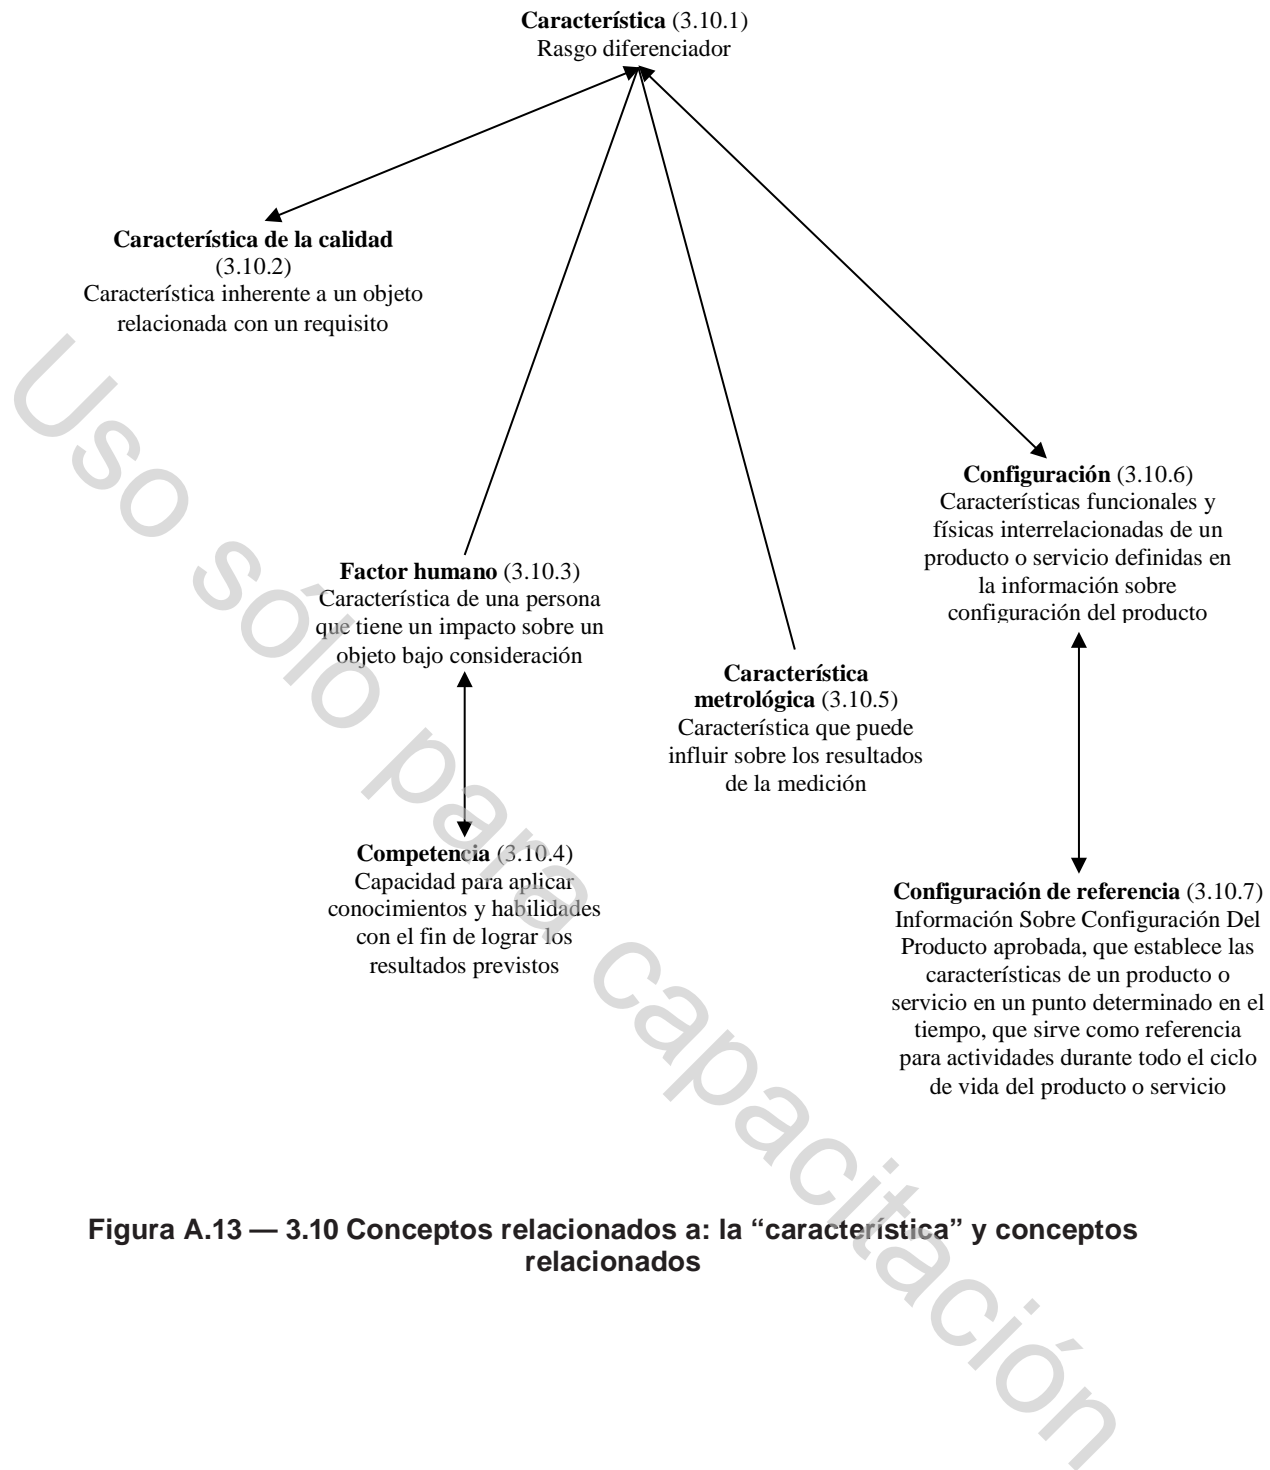 Característica (3.10.1)
Rasgo diferenciador
Característica de la calidad
(3.10.2)
Característica inherente a un objeto
relacionada con un requisito
Configuración (3.10.6)
Características funcionales y
físicas interrelacionadas de un
producto o servicio definidas en
la información sobre
configuración del producto
Factor humano (3.10.3)
Característica de una persona
que tiene un impacto sobre un
objeto bajo consideración
Característica
metrológica (3.10.5)
Característica que puede
influir sobre los resultados
de la medición
Competencia (3.10.4)
Capacidad para aplicar
conocimientos y habilidades
con el fin de lograr los
resultados previstos
Configuración de referencia (3.10.7)
Información Sobre Configuración Del
Producto aprobada, que establece las
características de un producto o
servicio en un punto determinado en el
tiempo, que sirve como referencia
para actividades durante todo el ciclo
de vida del producto o servicio
Uso sólo para capacitación
Figura A.13 — 3.10 Conceptos relacionados a: la “característica” y conceptos
relacionados